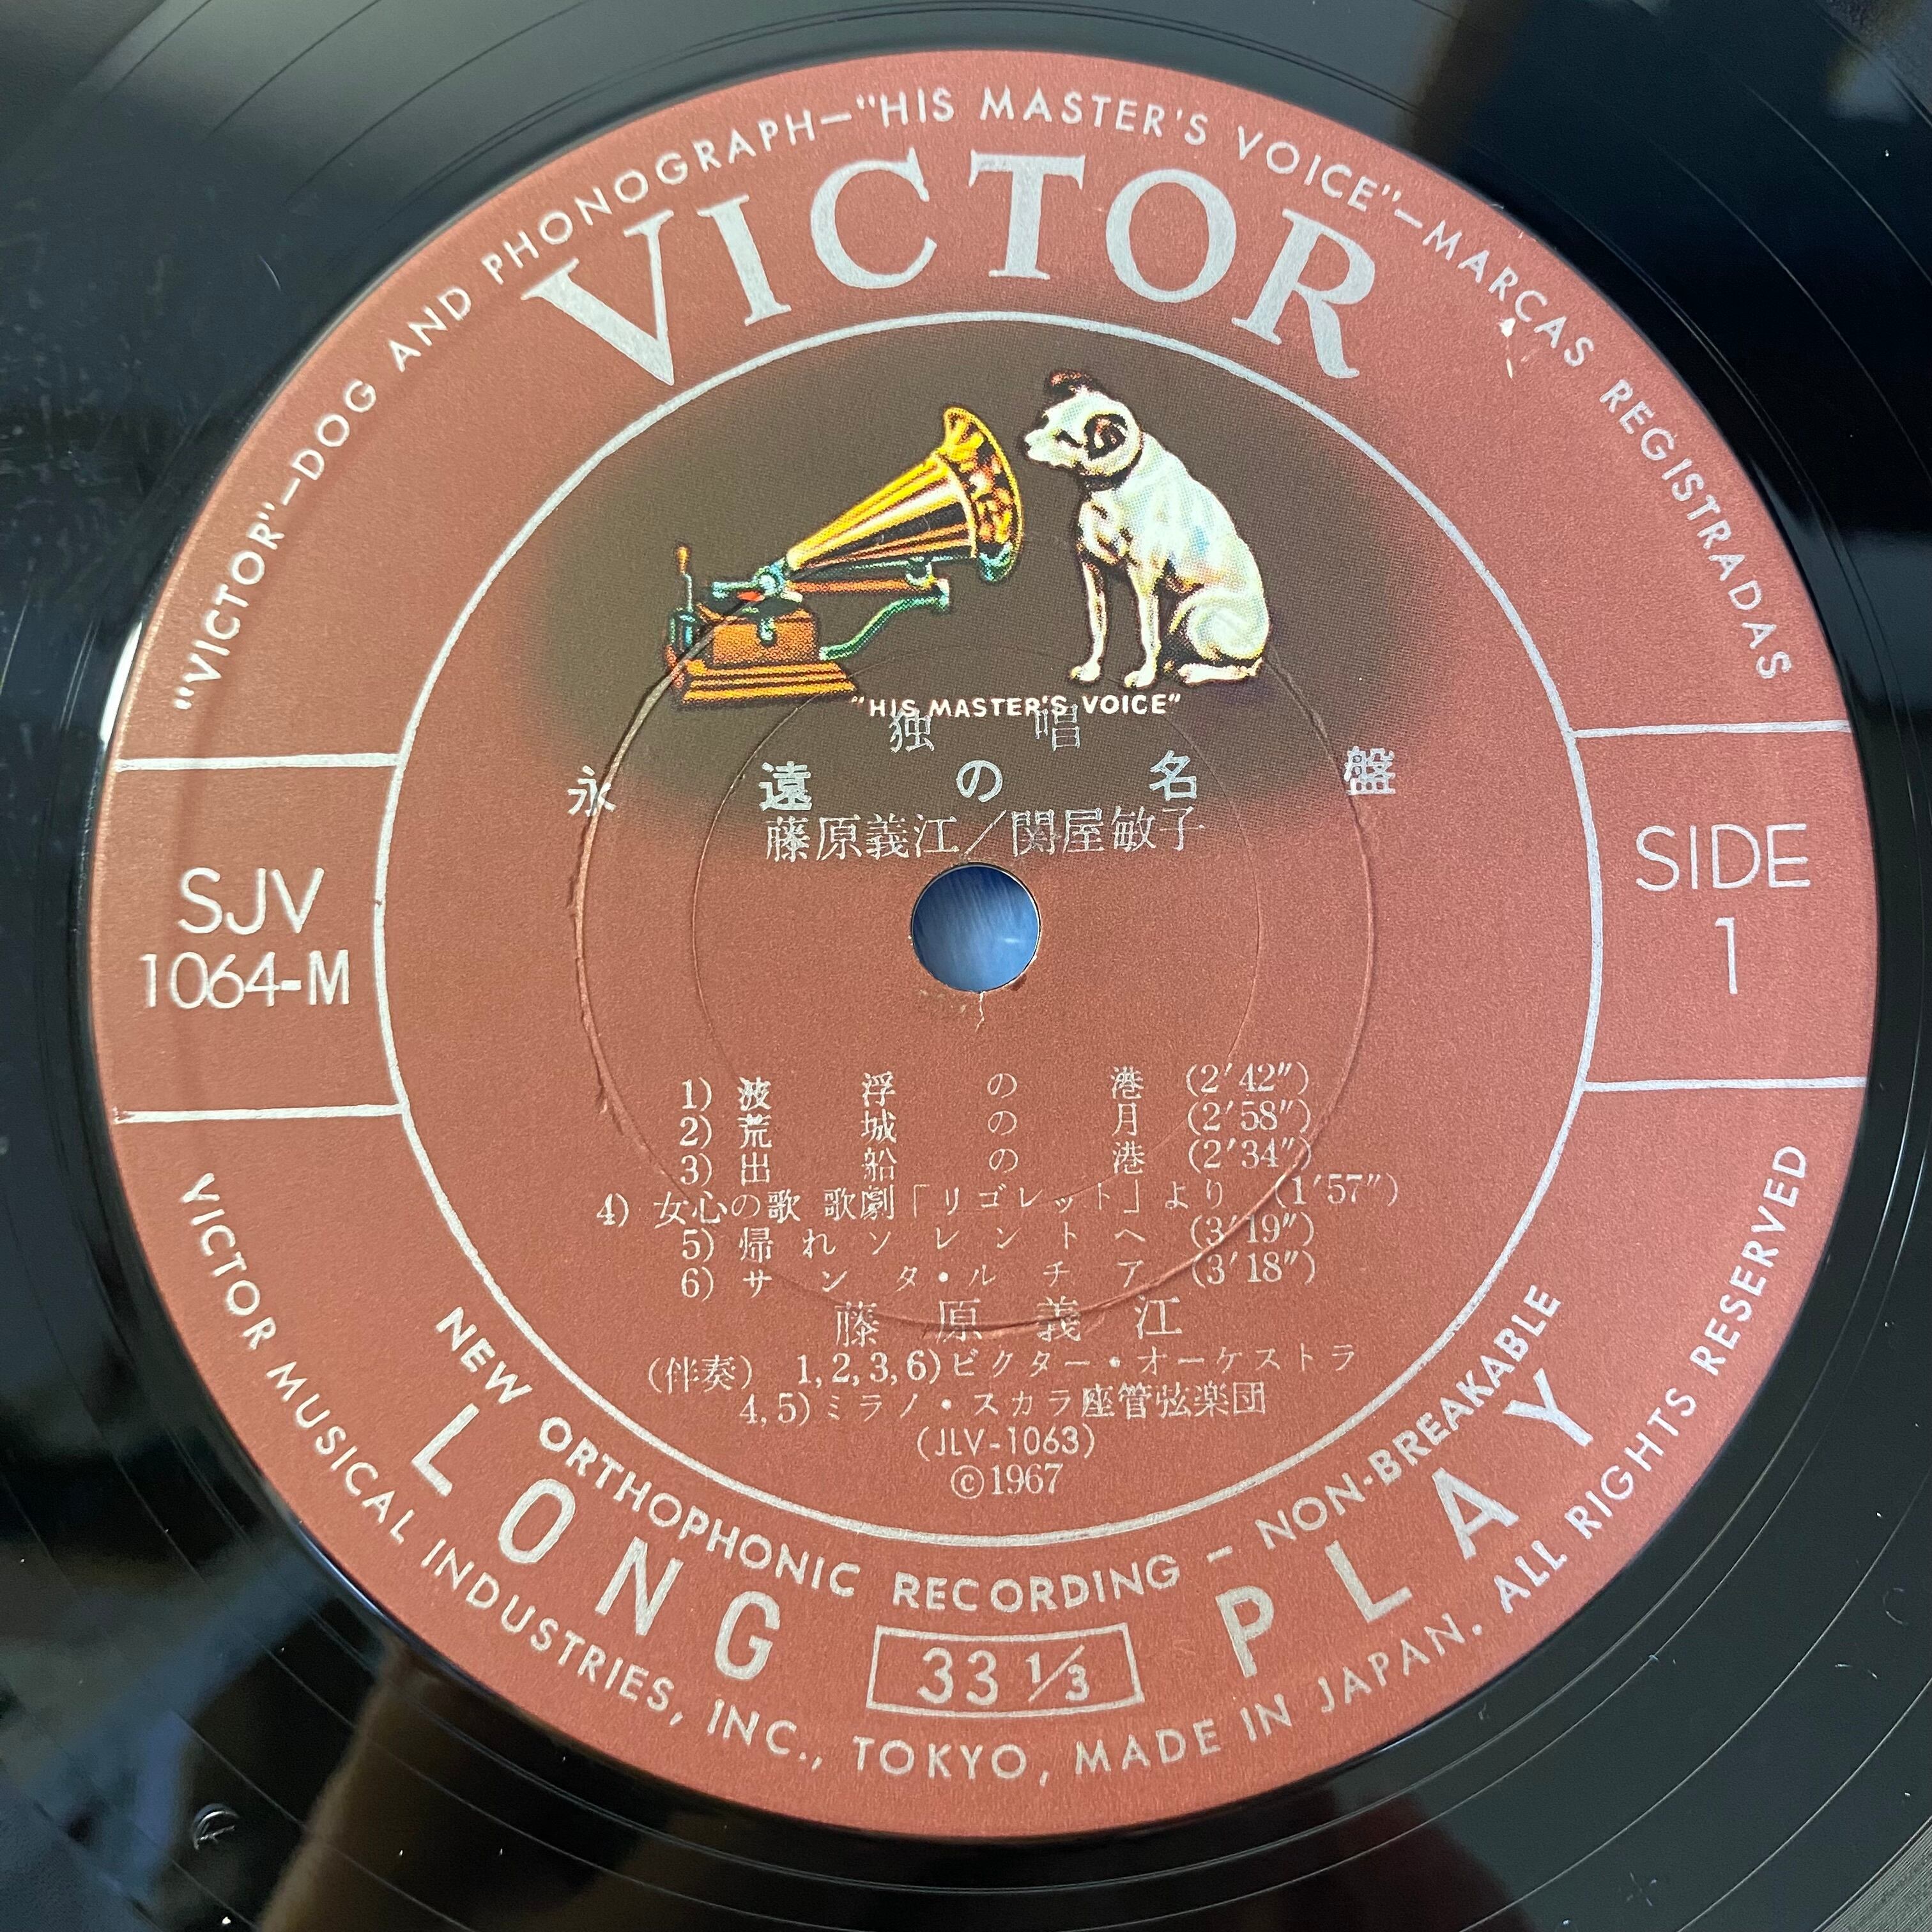 "VICTOR"–DOG AND PHONOGRAPH–"HIS MASTER'S VOICE"–MARCAS REGISTRADAS
VICTOR
"HIS MASTER'S VOICE"
独唱
永遠の名盤
藤原義江／関屋敏子
SJV
1064-M
SIDE
1
1) 波浮の港 (2′42″)
2) 荒城の月 (2′58″)
3) 出船の港 (2′34″)
4) 女心の歌 歌劇「リゴレット」より (1′57″)
5) 帰れソレントへ (3′19″)
6) サンタ・ルチア (3′18″)
藤原義江
(伴奏) 1,2,3,6)ビクター・オーケストラ
4,5)ミラノ・スカラ座管弦楽団
(JLV-1063)
©1967
NEW ORTHOPHONIC RECORDING – NON-BREAKABLE
LONG PLAY
33 1/3
VICTOR MUSICAL INDUSTRIES, INC., TOKYO, MADE IN JAPAN. ALL RIGHTS RESERVED